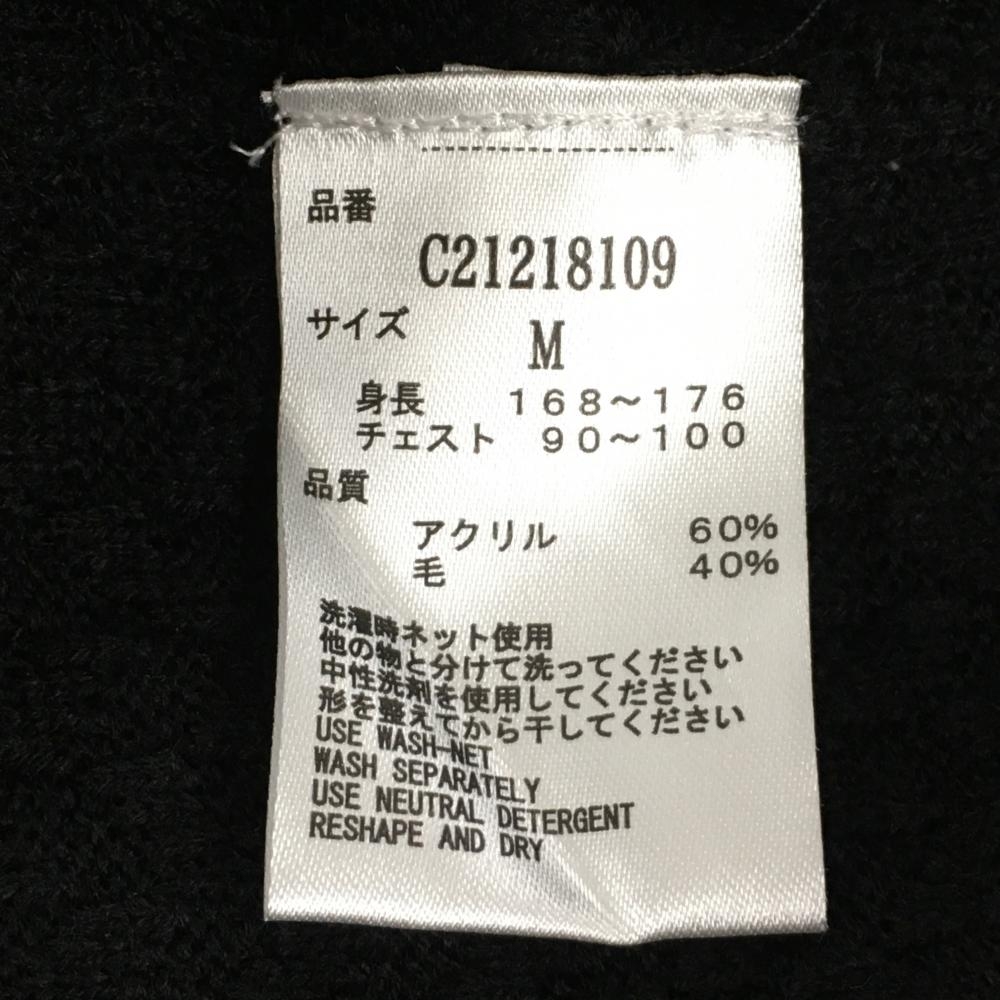 品番
C21218109
サイズ
M
身長 168~176
チェスト 90~100
品質
アクリル 60%
毛 40%
洗濯時ネット使用
他の物と分けて洗ってください
中性洗剤を使用してください
形を整えてから干してください
USE WASH-NET
WASH SEPARATELY
USE NEUTRAL DETERGENT
RESHAPE AND DRY